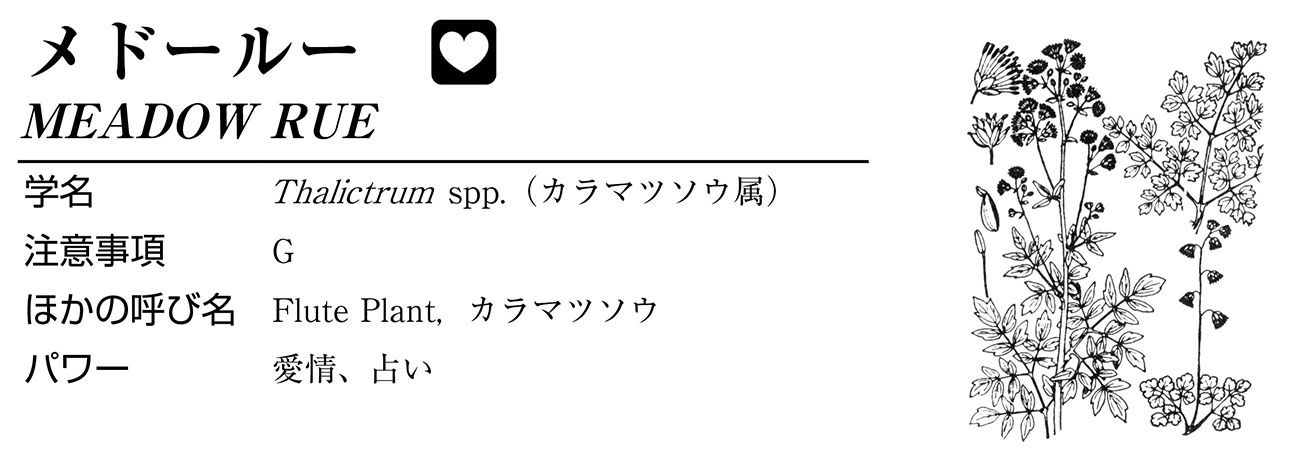 メドールー
MEADOW RUE
学名 Thalictrum spp.（カラマツソウ属）
注意事項 G
ほかの呼び名 Flute Plant, カラマツソウ
パワー 愛情、占い